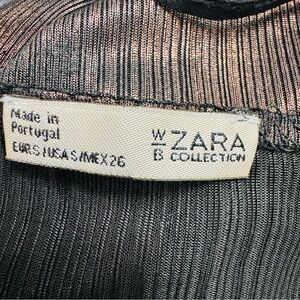 Made in
Portugal
EUR S/USA S/MEX 26
W ZARA
B COLLECTION